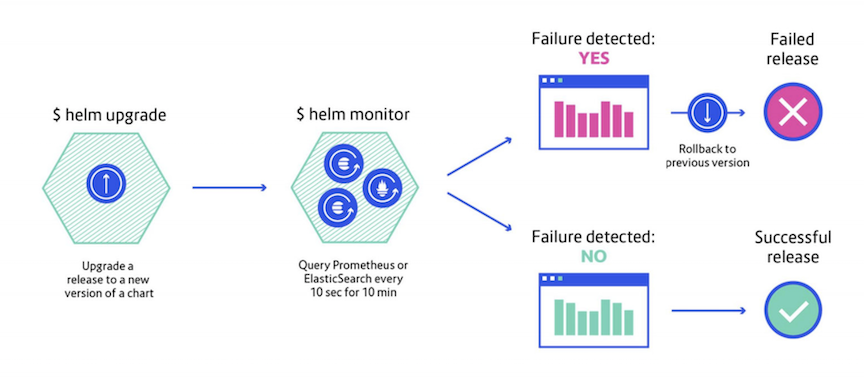 $ helm upgrade
Upgrade a
release to a new
version of a chart
$ helm monitor
Query Prometheus or
ElasticSearch every
10 sec for 10 min
Failure detected:
YES
Rollback to
previous version
Failed
release
Failure detected:
NO
Successful
release